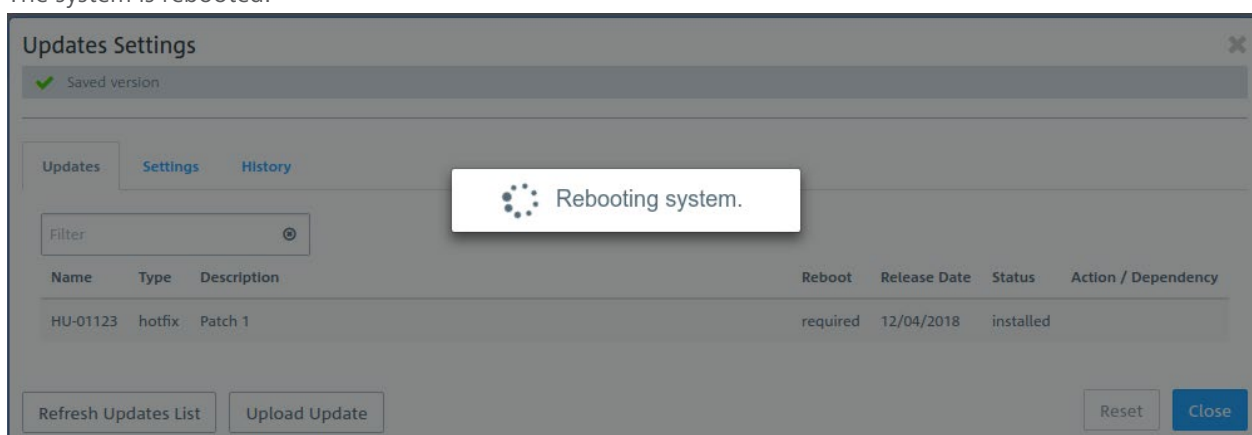 The system is rebooted.
Updates Settings
Saved version
Updates Settings History
Rebooting system.
Filter
Name Type Description Reboot Release Date Status Action / Dependency
HU-01123 hotfix Patch 1 required 12/04/2018 installed
Refresh Updates List Upload Update Reset Close